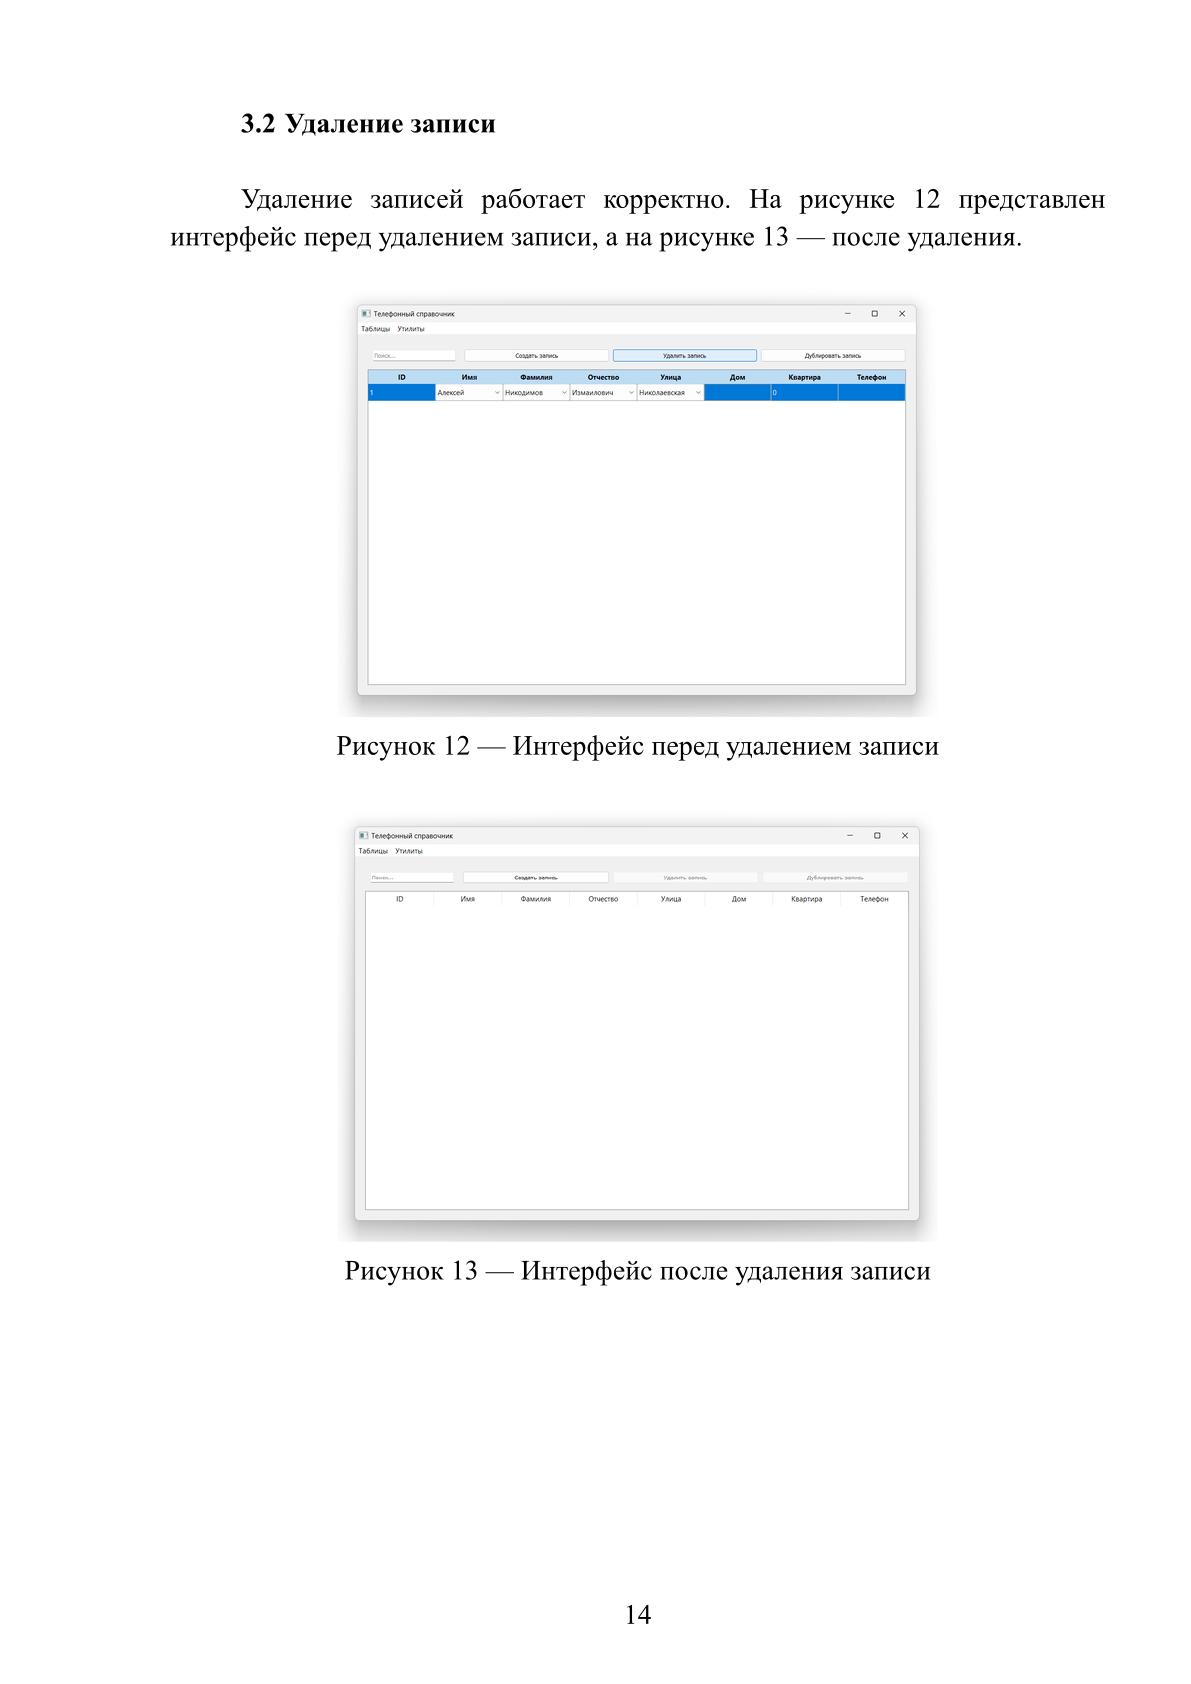 3.2 Удаление записи
Удаление записей работает корректно. На рисунке 12 представлен
интерфейс перед удалением записи, а на рисунке 13 — после удаления.
Телефонный справочник
Таблицы Утилиты
Поиск... Создать запись Удалить запись Дублировать запись
ID Имя Фамилия Отчество Улица Дом Квартира Телефон
1 Алексей Никодимов Измаилович Николаевская 0
Рисунок 12 — Интерфейс перед удалением записи
Телефонный справочник
Таблицы Утилиты
Поиск... Создать запись Удалить запись Дублировать запись
ID Имя Фамилия Отчество Улица Дом Квартира Телефон
Рисунок 13 — Интерфейс после удаления записи
14